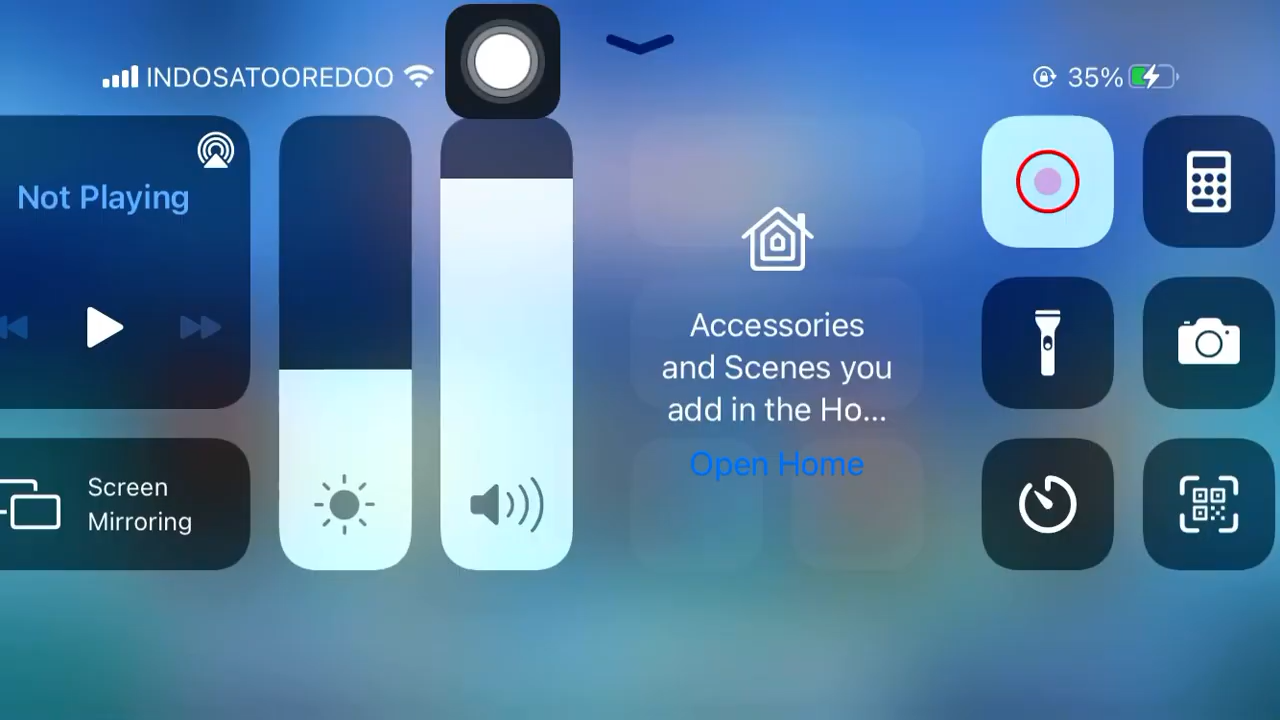 INDOSATOOREDOO
35%
Not Playing
Screen
Mirroring
Accessories
and Scenes you
add in the Ho...
Open Home